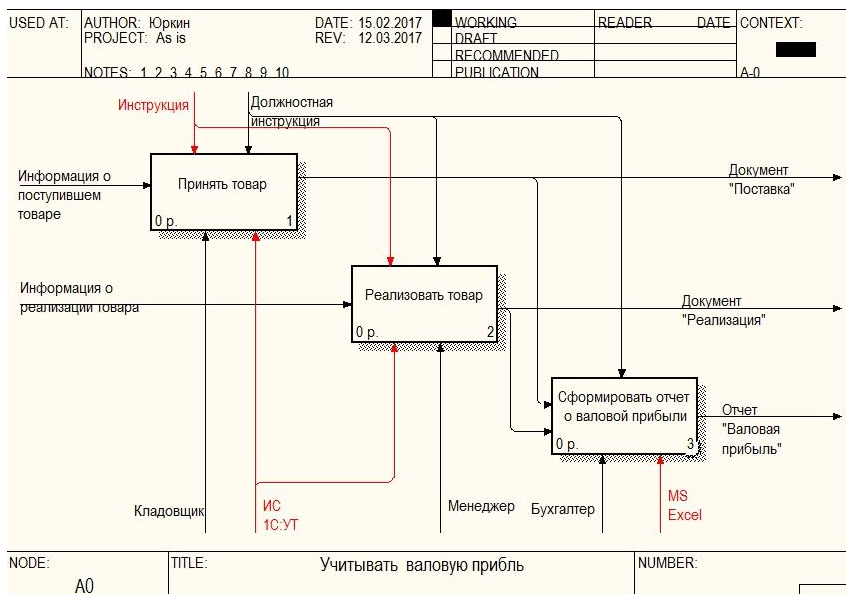 USED AT:
AUTHOR: Юркин
DATE: 15.02.2017
PROJECT: As is
REV: 12.03.2017
NOTES: 1 2 3 4 5 6 7 8 9 10
WORKING
DRAFT
RECOMMENDED
PUBLICATION
READER
DATE
CONTEXT:
A-0
Инструкция
Должностная
инструкция
Информация о
поступившем
товаре
Принять товар
0 р.
1
Документ
"Поставка"
Информация о
реализации товара
Реализовать товар
0 р.
2
Документ
"Реализация"
Сформировать отчет
о валовой прибыли
0 р.
3
Отчет
"Валовая
прибыль"
Кладовщик
ИС
1С:УТ
Менеджер
Бухгалтер
MS
Excel
NODE:
A0
TITLE:
Учитывать валовую прибль
NUMBER: